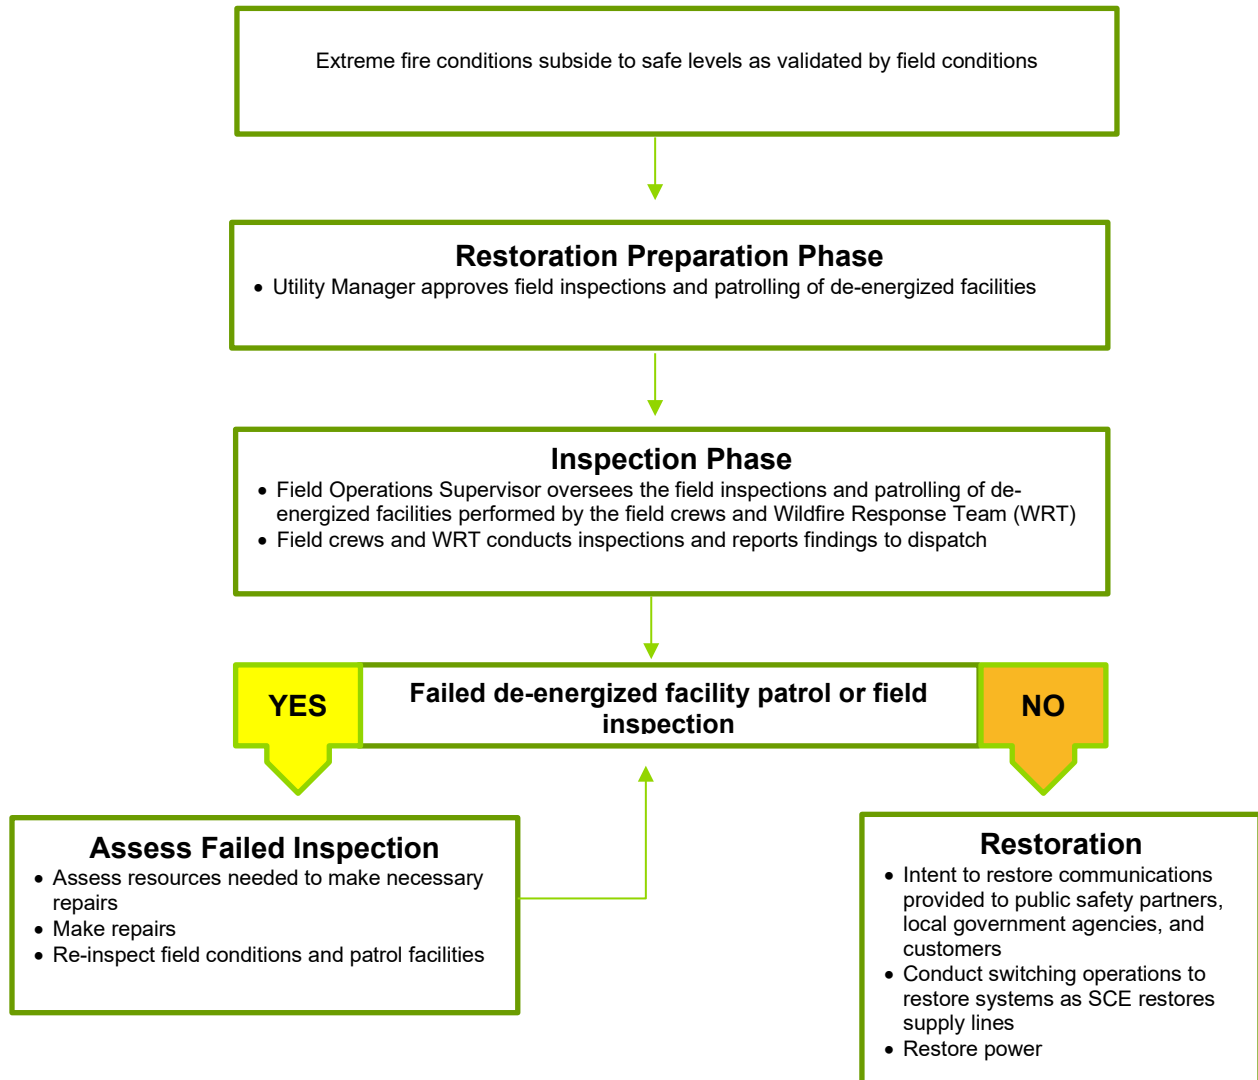 Extreme fire conditions subside to safe levels as validated by field conditions
Restoration Preparation Phase
• Utility Manager approves field inspections and patrolling of de-energized facilities
Inspection Phase
• Field Operations Supervisor oversees the field inspections and patrolling of de-
energized facilities performed by the field crews and Wildfire Response Team (WRT)
• Field crews and WRT conducts inspections and reports findings to dispatch
YES
Failed de-energized facility patrol or field
inspection
NO
Assess Failed Inspection
• Assess resources needed to make necessary
repairs
• Make repairs
• Re-inspect field conditions and patrol facilities
Restoration
• Intent to restore communications
provided to public safety partners,
local government agencies, and
customers
• Conduct switching operations to
restore systems as SCE restores
supply lines
• Restore power